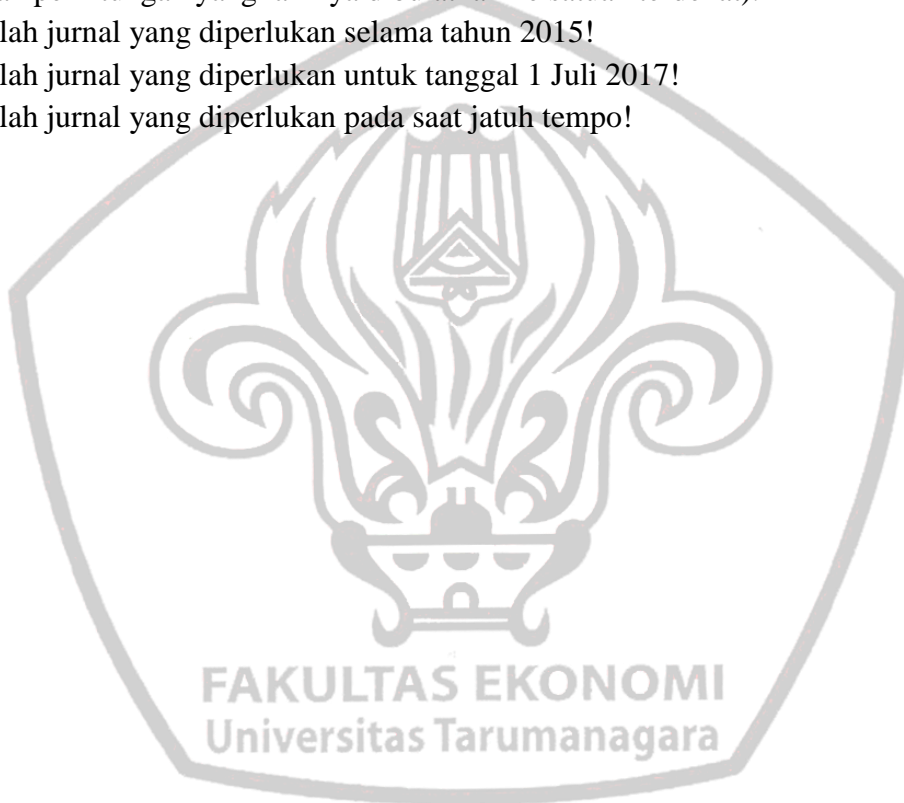 lah jurnal yang diperlukan selama tahun 2015!
lah jurnal yang diperlukan untuk tanggal 1 Juli 2017!
lah jurnal yang diperlukan pada saat jatuh tempo!
FAKULTAS EKONOMI
Universitas Tarumanagara